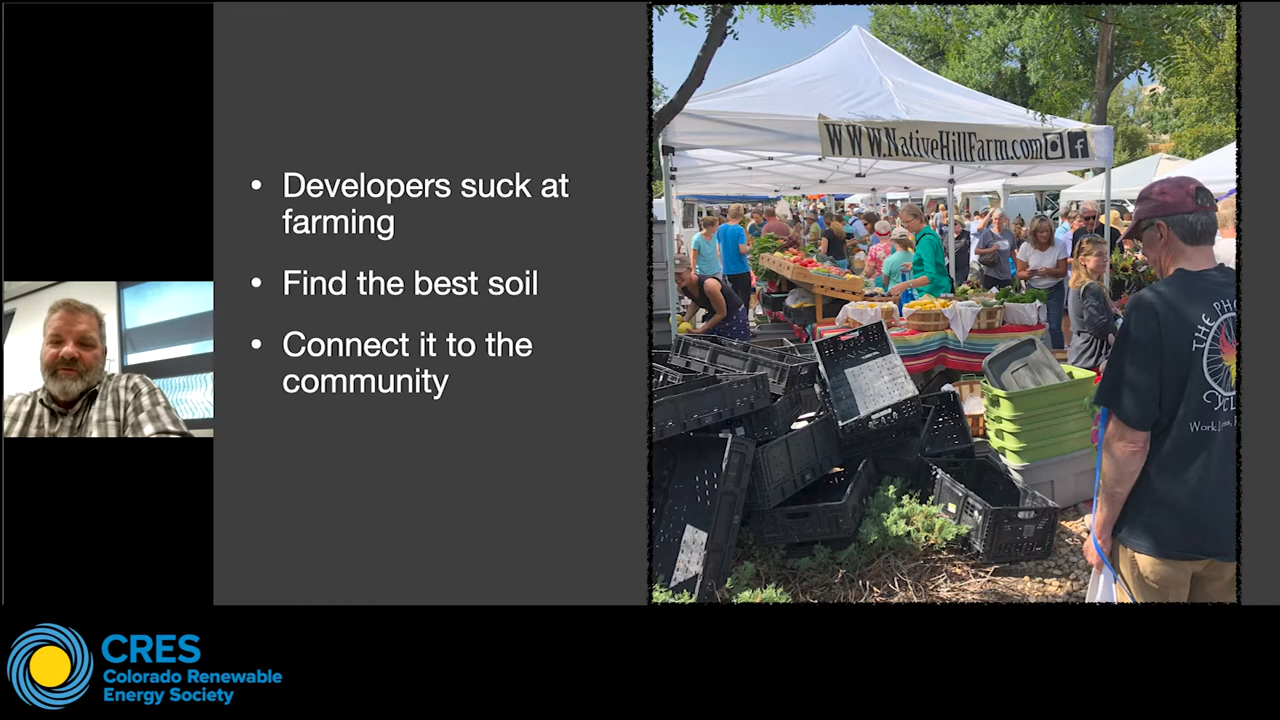 • Developers suck at
farming
• Find the best soil
• Connect it to the
community
WWW.NativeHillFarm.com
THE
CRES
Colorado Renewable
Energy Society